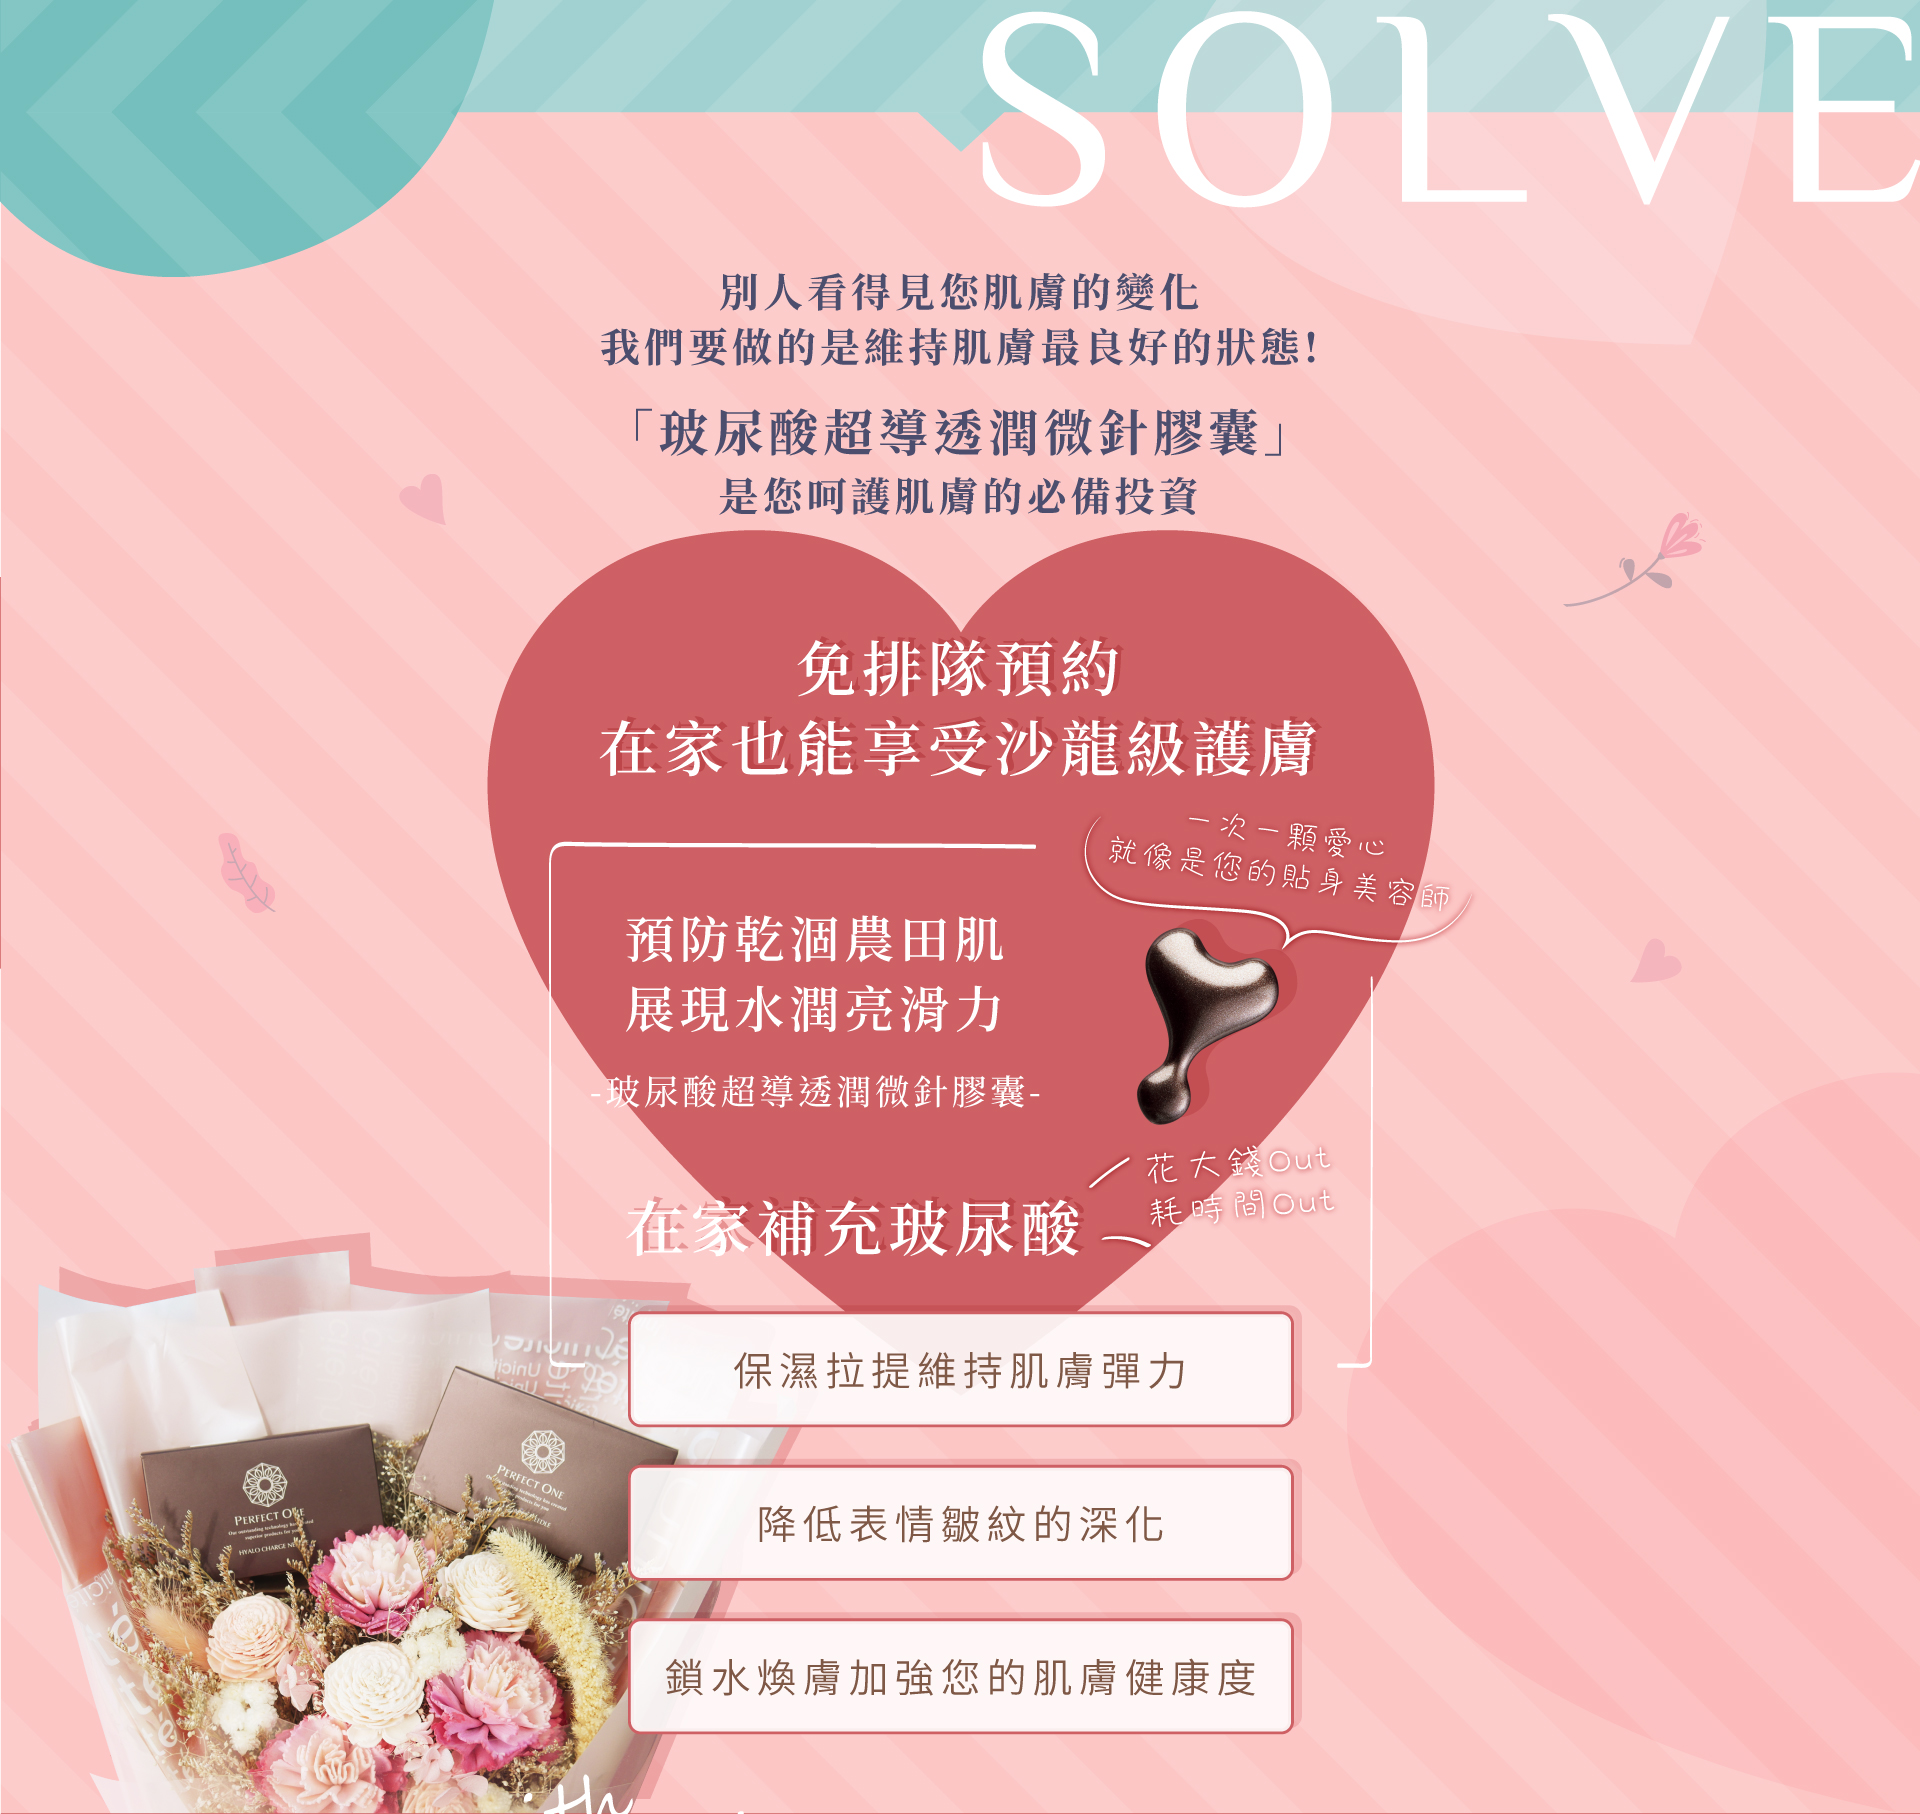 SOLVE
別人看得見您肌膚的變化
我們要做的是維持肌膚最良好的狀態!
「玻尿酸超導透潤微針膠囊」
是您呵護肌膚的必備投資
免排隊預約
在家也能享受沙龍級護膚
一次一顆愛心
就像是您的貼身美容師
預防乾涸農田肌
展現水潤亮滑力
-玻尿酸超導透潤微針膠囊-
花大錢Out
耗時間Out
在家補充玻尿酸
保濕拉提維持肌膚彈力
降低表情皺紋的深化
鎖水煥膚加強您的肌膚健康度
PERFECT ONE
HYALO CHARGE
PERFECT ONE